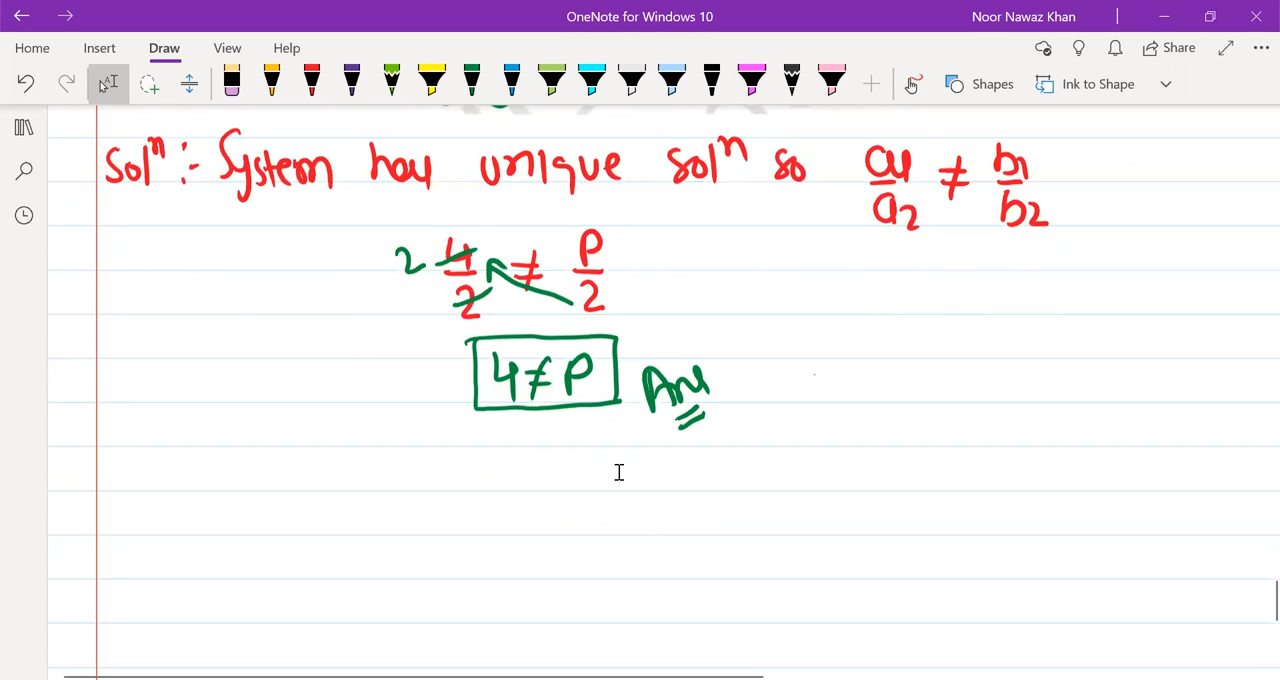 OneNote for Windows 10
Noor Nawaz Khan
Home Insert Draw View Help Share
Shapes Ink to Shape
Solⁿ :- System has unique Solⁿ so a1/a2 ≠ b1/b2
2 4/2 ≠ P/2
4 ≠ P Ans